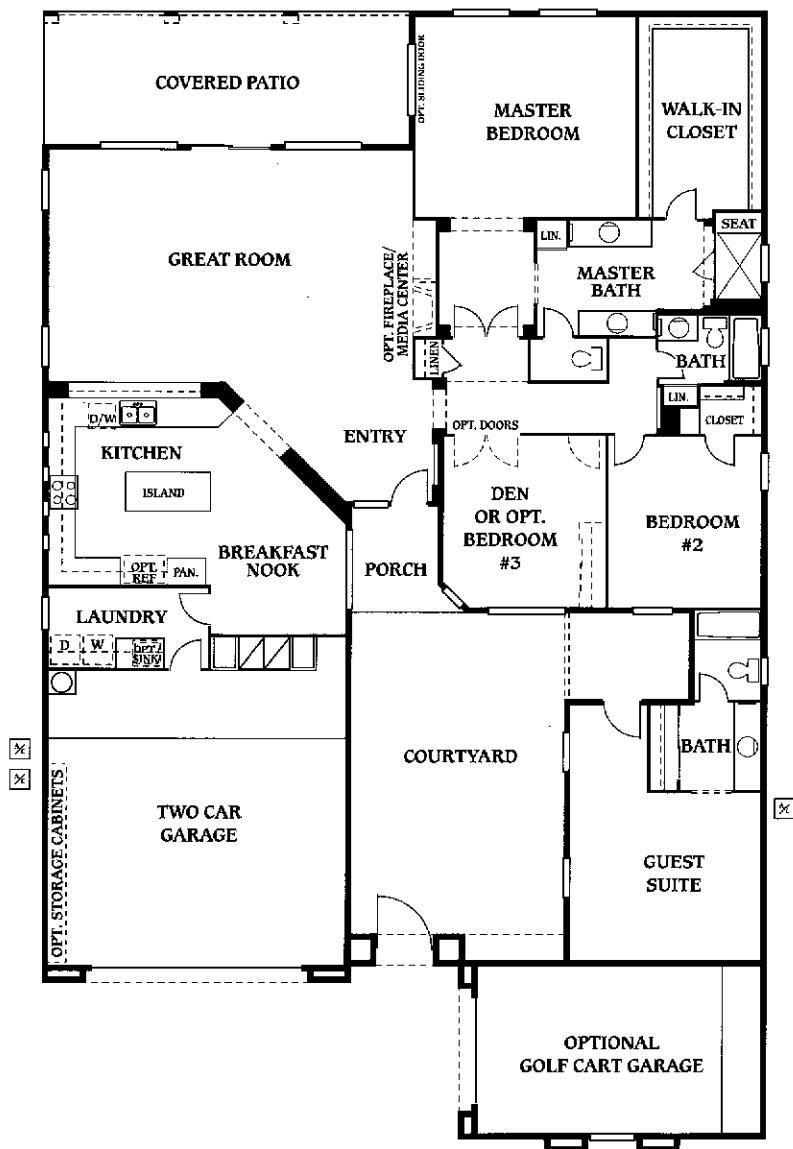 COVERED PATIO
OPT. SLIDING DOOR
MASTER
BEDROOM
WALK-IN
CLOSET
SEAT
LIN.
GREAT ROOM
MASTER
BATH
OPT. FIREPLACE/
MEDIA CENTER
LINEN
BATH
LIN.
CLOSET
D/W
OPT. DOORS
ENTRY
KITCHEN
ISLAND
DEN
OR OPT.
BEDROOM
#3
BEDROOM
#2
BREAKFAST
NOOK
OPT.
REF
PAN.
PORCH
LAUNDRY
D
W
OPT.
SINK
COURTYARD
BATH
TWO CAR
GARAGE
OPT. STORAGE CABINETS
GUEST
SUITE
OPTIONAL
GOLF CART GARAGE